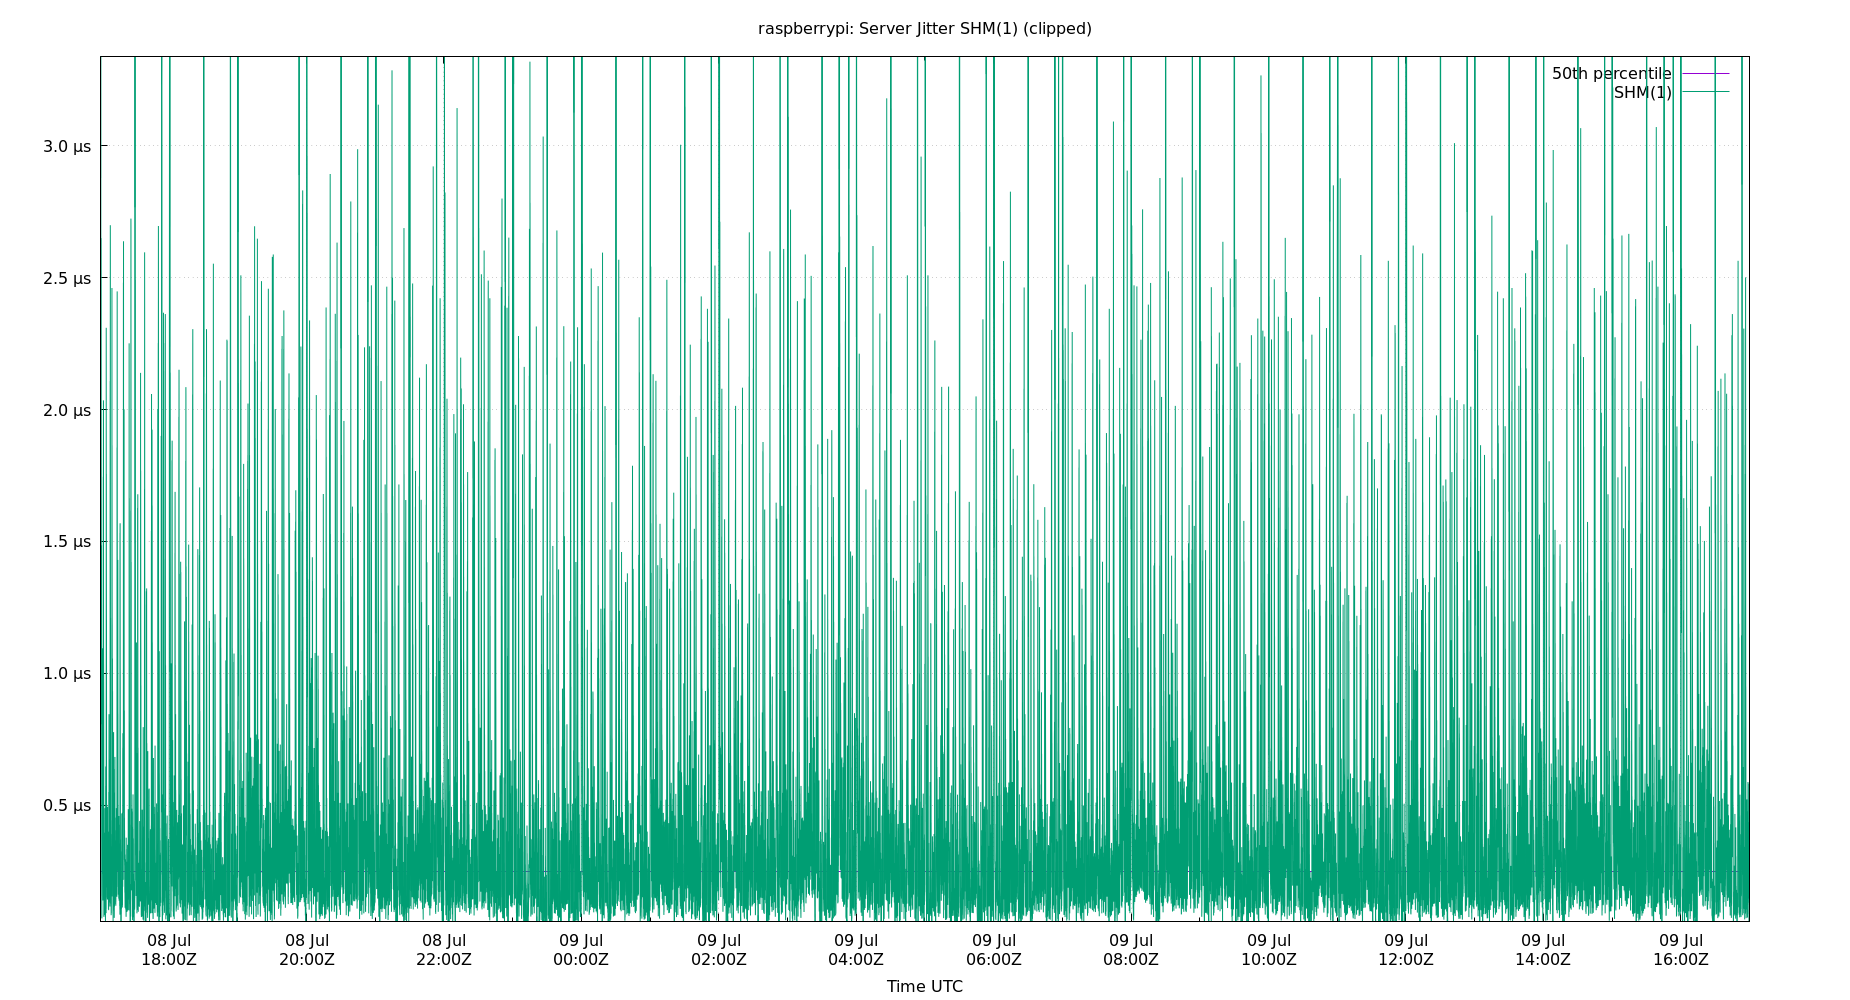 raspberrypi: Server Jitter SHM(1) (clipped)
50th percentile
SHM(1)
3.0 µs
2.5 µs
2.0 µs
1.5 µs
1.0 µs
0.5 µs
08 Jul 08 Jul 08 Jul 09 Jul 09 Jul 09 Jul 09 Jul 09 Jul 09 Jul 09 Jul 09 Jul 09 Jul
18:00Z 20:00Z 22:00Z 00:00Z 02:00Z 04:00Z 06:00Z 08:00Z 10:00Z 12:00Z 14:00Z 16:00Z
Time UTC